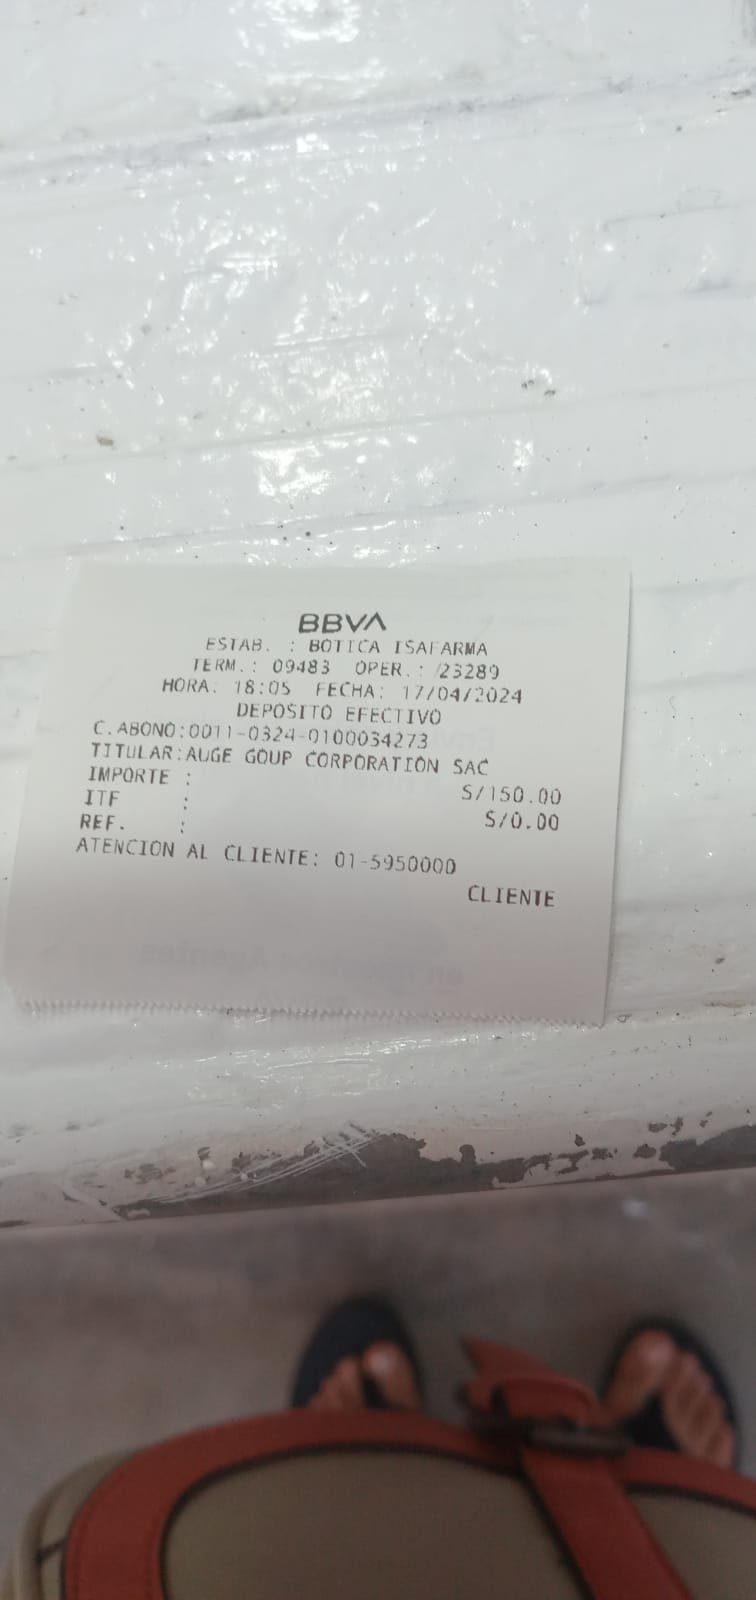 BBVA
ESTAB. : BOTICA ISAFARMA
TERM.: 09483 OPER.: 23289
HORA: 18:05 FECHA: 17/04/2024
DEPOSITO EFECTIVO
C.ABONO:0011-0324-0100034273
TITULAR:AUGE GOUP CORPORATION SAC
IMPORTE : S/150.00
ITF : S/0.00
REF. :
ATENCION AL CLIENTE: 01-5950000
CLIENTE